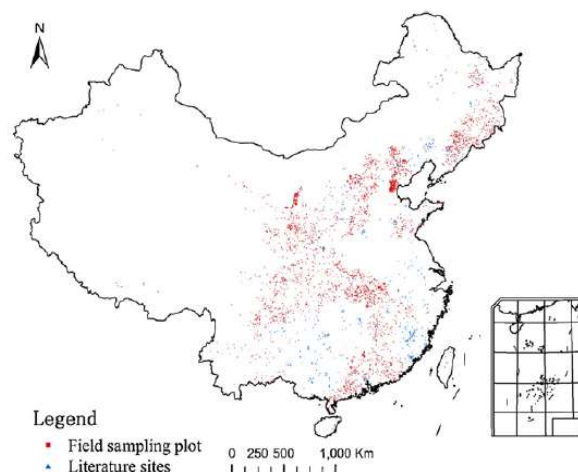 N
Legend
Field sampling plot
Literature sites
0 250 500 1,000 Km